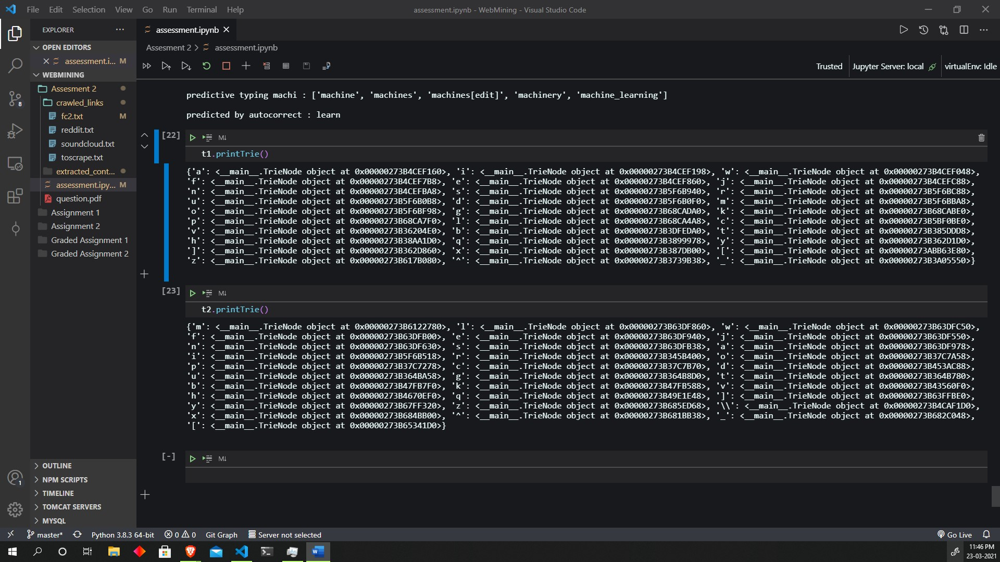 File Edit Selection View Go Run Terminal Help
assessment.ipynb - WebMining - Visual Studio Code
EXPLORER
OPEN EDITORS
assessment.i... M
WEBMINING
Assesment 2
crawled_links
fc2.txt M
reddit.txt
soundcloud.txt
toscrape.txt
extracted_cont...
assessment.ipy... M
question.pdf
Assignment 1
Assignment 2
Graded Assignment 1
Graded Assignment 2
OUTLINE
NPM SCRIPTS
TIMELINE
TOMCAT SERVERS
MYSQL
8
1
assessment.ipynb
Assesment 2 > assessment.ipynb
Trusted Jupyter Server: local virtualEnv: Idle
predictive typing machi : ['machine', 'machines', 'machines[edit]', 'machinery', 'machine_learning']
predicted by autocorrect : learn
[22] M↓
t1.printTrie()
{'a': <__main__.TrieNode object at 0x00000273B4CEF160>, 'i': <__main__.TrieNode object at 0x00000273B4CEF198>, 'w': <__main__.TrieNode object at 0x00000273B4CEF048>,
'f': <__main__.TrieNode object at 0x00000273B4CEF7B8>, 'e': <__main__.TrieNode object at 0x00000273B4CEF860>, 'j': <__main__.TrieNode object at 0x00000273B4CEFC88>,
'n': <__main__.TrieNode object at 0x00000273B4CEFBA8>, 's': <__main__.TrieNode object at 0x00000273B5F6B940>, 'r': <__main__.TrieNode object at 0x00000273B5F6BC88>,
'u': <__main__.TrieNode object at 0x00000273B5F6B0B8>, 'd': <__main__.TrieNode object at 0x00000273B5F6B0F0>, 'm': <__main__.TrieNode object at 0x00000273B5F6BBA8>,
'o': <__main__.TrieNode object at 0x00000273B5F6BF98>, 'g': <__main__.TrieNode object at 0x00000273B68CADA0>, 'k': <__main__.TrieNode object at 0x00000273B68CABE0>,
'p': <__main__.TrieNode object at 0x00000273B68CA7F0>, 'l': <__main__.TrieNode object at 0x00000273B68CA4A8>, 'c': <__main__.TrieNode object at 0x00000273B5BF0BE0>,
'v': <__main__.TrieNode object at 0x00000273B36204E0>, 'b': <__main__.TrieNode object at 0x00000273B3DFEDA0>, 't': <__main__.TrieNode object at 0x00000273B385DDD8>,
'h': <__main__.TrieNode object at 0x00000273B38AA1D0>, 'q': <__main__.TrieNode object at 0x00000273B3899978>, 'y': <__main__.TrieNode object at 0x00000273B362D1D0>,
']': <__main__.TrieNode object at 0x00000273B362D860>, 'x': <__main__.TrieNode object at 0x00000273B387DB00>, '[': <__main__.TrieNode object at 0x00000273ABB63E80>,
'z': <__main__.TrieNode object at 0x00000273B617B080>, '^': <__main__.TrieNode object at 0x00000273B3739B38>, '_': <__main__.TrieNode object at 0x00000273B3A05550>}
[23] M↓
t2.printTrie()
{'m': <__main__.TrieNode object at 0x00000273B6122780>, 'l': <__main__.TrieNode object at 0x00000273B63DF860>, 'w': <__main__.TrieNode object at 0x00000273B63DFC50>,
'f': <__main__.TrieNode object at 0x00000273B63DFB00>, 'e': <__main__.TrieNode object at 0x00000273B63DF940>, 'j': <__main__.TrieNode object at 0x00000273B63DF550>,
'n': <__main__.TrieNode object at 0x00000273B63DF630>, 's': <__main__.TrieNode object at 0x00000273B63DFB38>, 'a': <__main__.TrieNode object at 0x00000273B63DF978>,
'i': <__main__.TrieNode object at 0x00000273B5F6B518>, 'r': <__main__.TrieNode object at 0x00000273B345B400>, 'o': <__main__.TrieNode object at 0x00000273B37C7A58>,
'p': <__main__.TrieNode object at 0x00000273B37C7278>, 'c': <__main__.TrieNode object at 0x00000273B37C7B70>, 'd': <__main__.TrieNode object at 0x00000273B453AC88>,
'u': <__main__.TrieNode object at 0x00000273B364BA58>, 'g': <__main__.TrieNode object at 0x00000273B364B8D0>, 't': <__main__.TrieNode object at 0x00000273B364B780>,
'b': <__main__.TrieNode object at 0x00000273B47FB7F0>, 'k': <__main__.TrieNode object at 0x00000273B47FB588>, 'v': <__main__.TrieNode object at 0x00000273B43560F0>,
'h': <__main__.TrieNode object at 0x00000273B4670EF0>, 'q': <__main__.TrieNode object at 0x00000273B49E1E48>, ']': <__main__.TrieNode object at 0x00000273B63FFBE0>,
'y': <__main__.TrieNode object at 0x00000273B67FF320>, 'z': <__main__.TrieNode object at 0x00000273B685ED68>, '\\': <__main__.TrieNode object at 0x00000273B4CAF1D0>,
'x': <__main__.TrieNode object at 0x00000273B684BB00>, '^': <__main__.TrieNode object at 0x00000273B681BB38>, '_': <__main__.TrieNode object at 0x00000273B682C048>,
'[': <__main__.TrieNode object at 0x00000273B65341D0>}
[-] M↓
master* Python 3.8.3 64-bit 0 0 Git Graph Server not selected Go Live
11:46 PM
23-03-2021